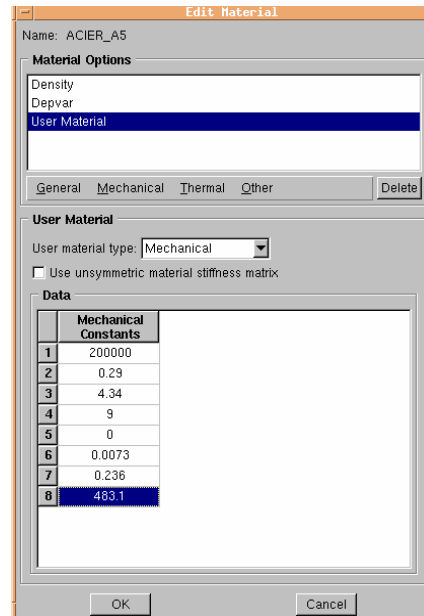 Edit Material
Name: ACIER_A5
Material Options
Density
Depvar
User Material
General Mechanical Thermal Other Delete
User Material
User material type: Mechanical
Use unsymmetric material stiffness matrix
Data
Mechanical
Constants
1 200000
2 0.29
3 4.34
4 9
5 0
6 0.0073
7 0.236
8 483.1
OK Cancel